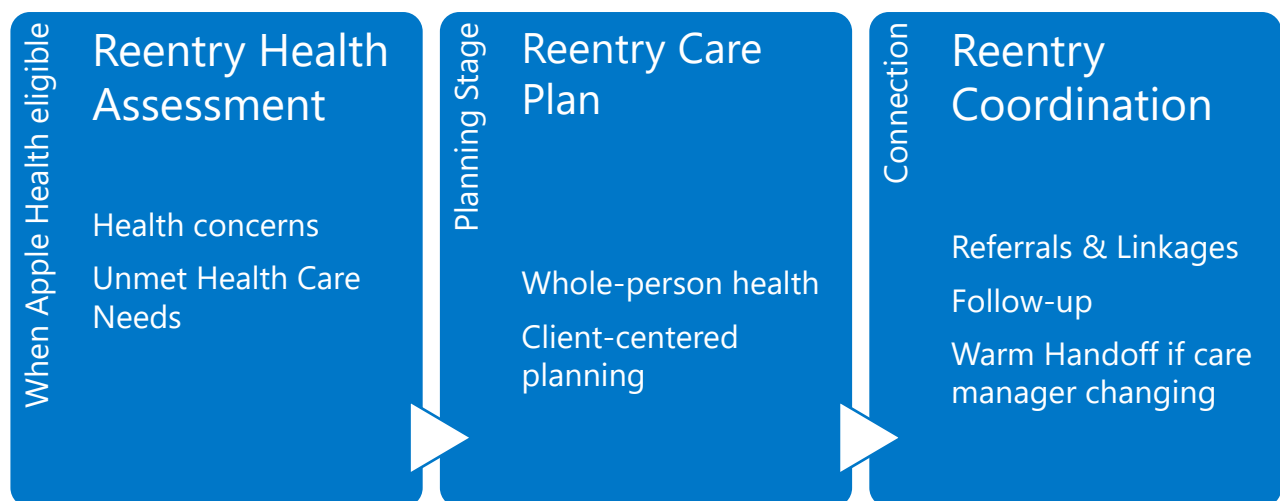 When Apple Health eligible
Reentry Health
Assessment
Health concerns
Unmet Health Care
Needs
Planning Stage
Reentry Care
Plan
Whole-person health
Client-centered
planning
Connection
Reentry
Coordination
Referrals & Linkages
Follow-up
Warm Handoff if care
manager changing